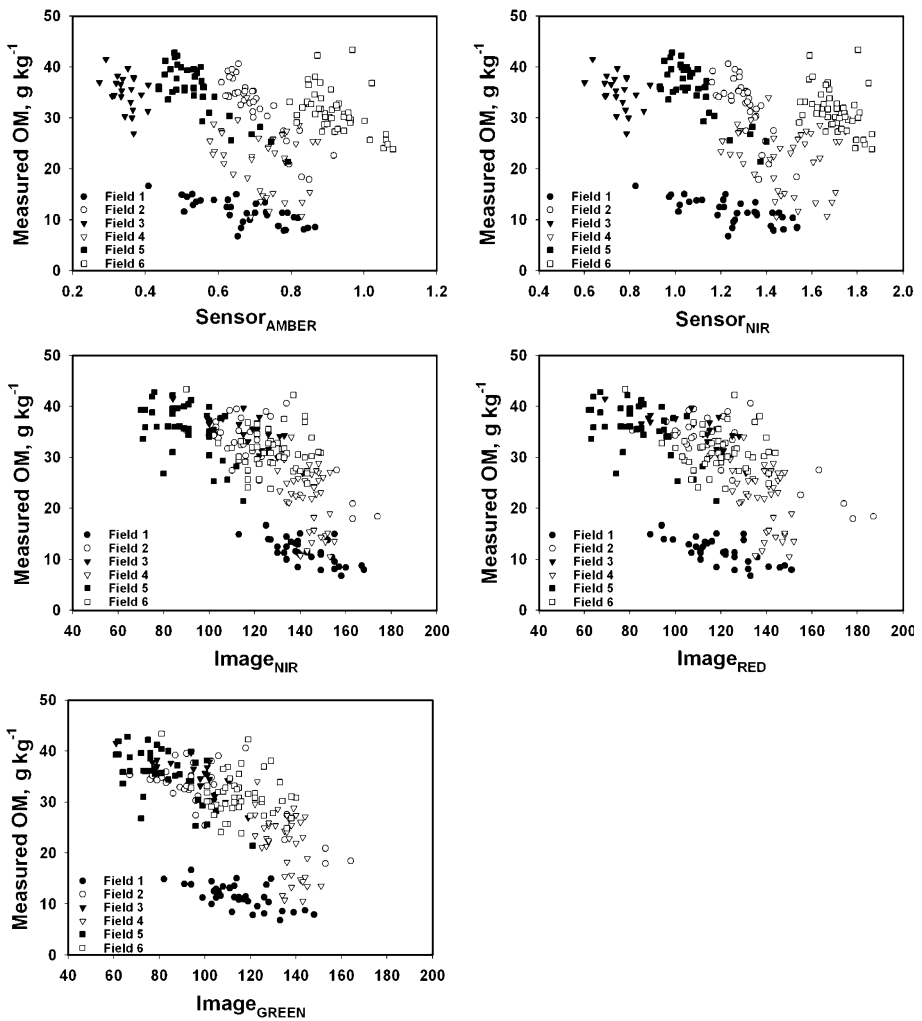 50
40
30
20
10
0
Measured OM, g kg-1
Field 1
Field 2
Field 3
Field 4
Field 5
Field 6
0.2 0.4 0.6 0.8 1.0 1.2
SensorAMBER
50
40
30
20
10
0
Measured OM, g kg-1
Field 1
Field 2
Field 3
Field 4
Field 5
Field 6
0.4 0.6 0.8 1.0 1.2 1.4 1.6 1.8 2.0
SensorNIR
50
40
30
20
10
0
Measured OM, g kg-1
Field 1
Field 2
Field 3
Field 4
Field 5
Field 6
40 60 80 100 120 140 160 180 200
ImageNIR
50
40
30
20
10
0
Measured OM, g kg-1
Field 1
Field 2
Field 3
Field 4
Field 5
Field 6
40 60 80 100 120 140 160 180 200
ImageRED
50
40
30
20
10
0
Measured OM, g kg-1
Field 1
Field 2
Field 3
Field 4
Field 5
Field 6
40 60 80 100 120 140 160 180 200
ImageGREEN